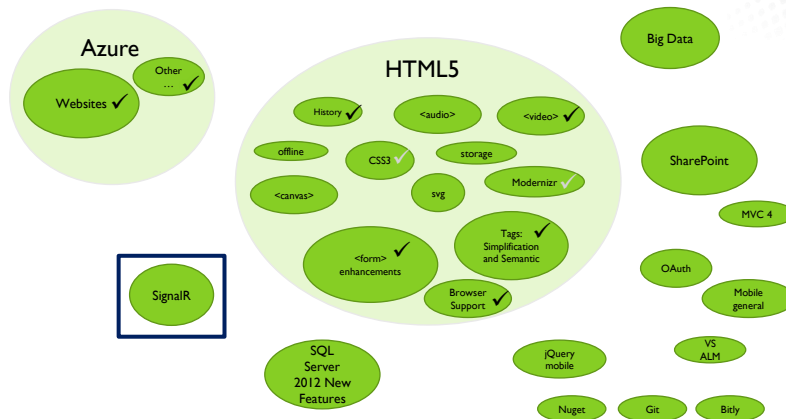 Azure
Other
...
Websites
HTML5
Big Data
History
<audio>
<video>
offline
CSS3
storage
Modernizr
<canvas>
svg
SharePoint
MVC 4
Tags:
Simplification
and Semantic
<form>
enhancements
OAuth
Mobile
general
SignalR
Browser
Support
SQL
Server
2012 New
Features
jQuery
mobile
VS
ALM
Nuget
Git
Bitly